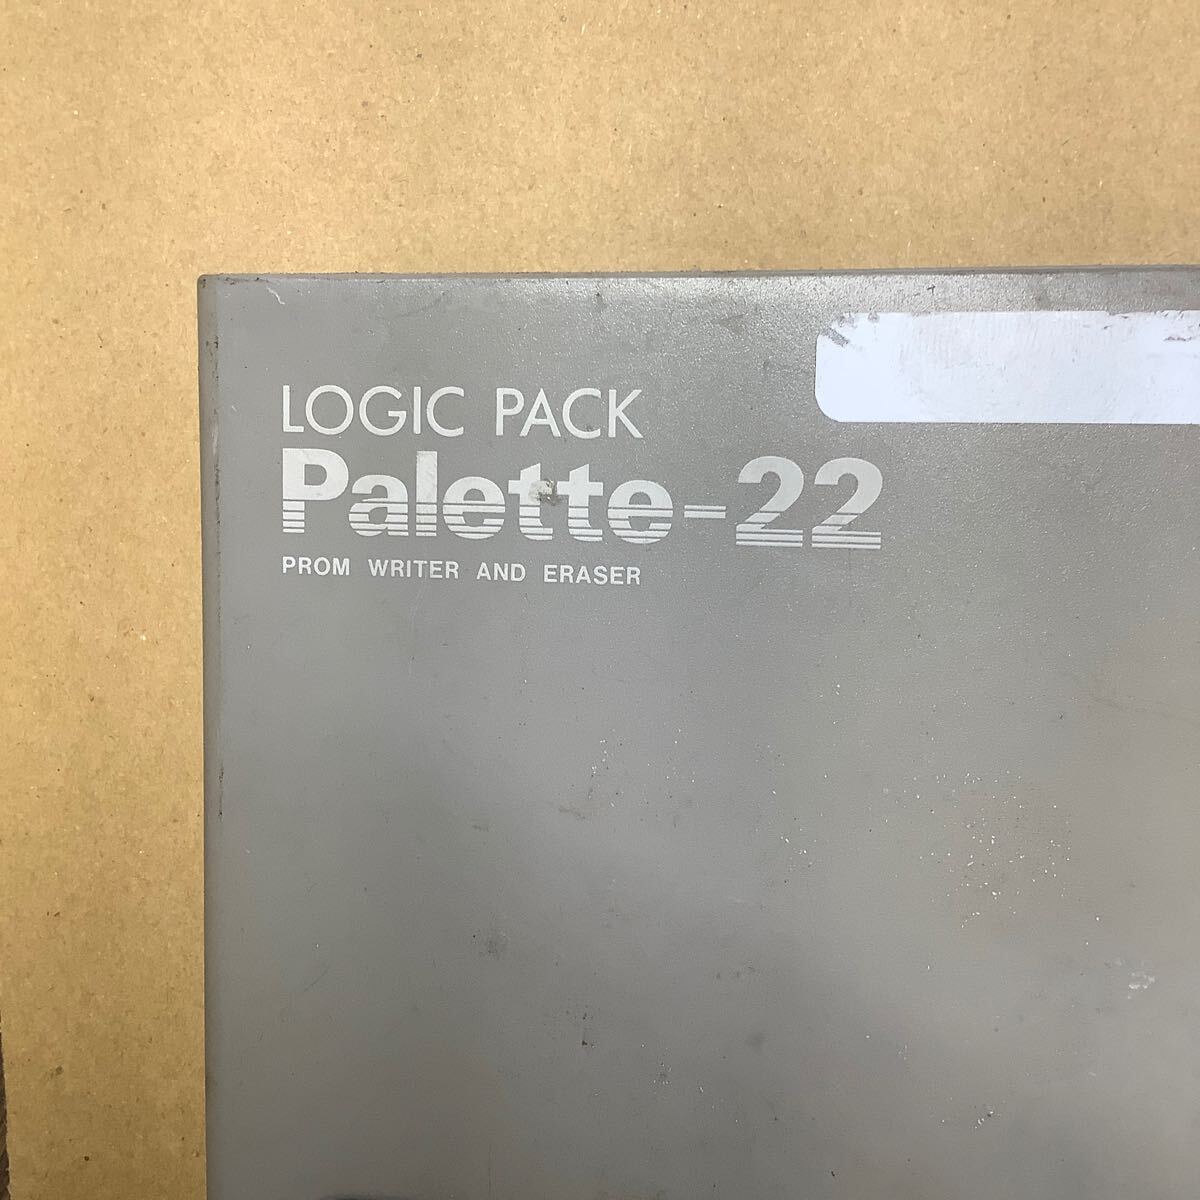 LOGIC PACK
Palette-22
PROM WRITER AND ERASER